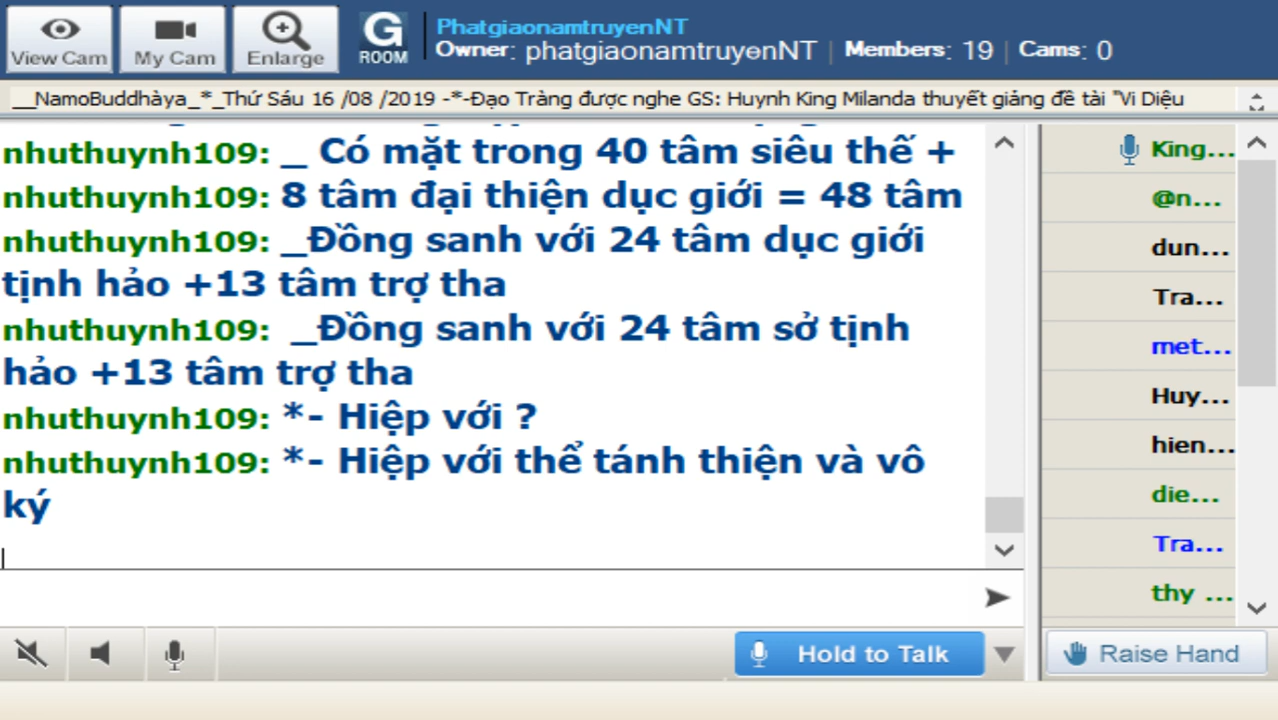 View Cam
My Cam
Enlarge
G
ROOM
PhatgiaonamtruyenNT
Owner: phatgiaonamtruyenNT | Members: 19 | Cams: 0
__NamoBuddhàya_*_Thứ Sáu 16 /08 /2019 -*-Đạo Tràng được nghe GS: Huynh King Milanda thuyết giảng đề tài "Vi Diệu
nhuthuynh109: _ Có mặt trong 40 tâm siêu thế +
nhuthuynh109: 8 tâm đại thiện dục giới = 48 tâm
nhuthuynh109: _Đồng sanh với 24 tâm dục giới
tịnh hảo +13 tâm trợ tha
nhuthuynh109: _Đồng sanh với 24 tâm sở tịnh
hảo +13 tâm trợ tha
nhuthuynh109: *- Hiệp với ?
nhuthuynh109: *- Hiệp với thể tánh thiện và vô
ký
King...
@n...
dun...
Tra...
met...
Huy...
hien...
die...
Tra...
thy ...
Hold to Talk
Raise Hand